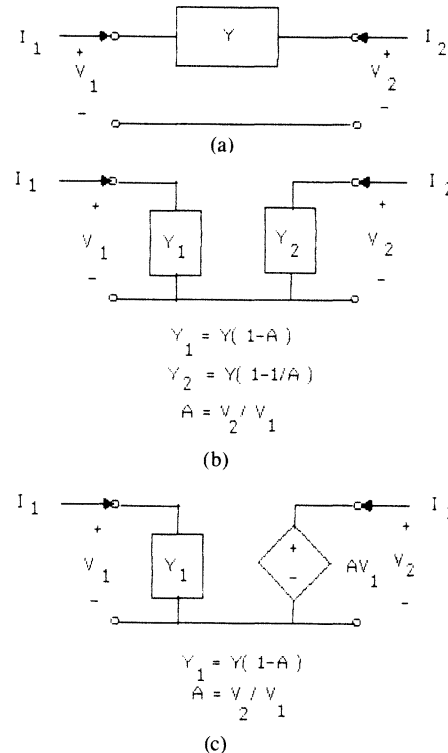 I 1 Y I 2
+ +
V 1 V 2
- -
(a)
I 1 I 2
+ +
V 1 Y 1 Y 2 V 2
- -
Y 1 = Y( 1-A )
Y 2 = Y( 1-1/A )
A = V 2 / V 1
(b)
I 1 I
+ + +
V 1 Y 1 AV 1 V 2
- - -
Y 1 = Y( 1-A )
A = V 2 / V 1
(c)